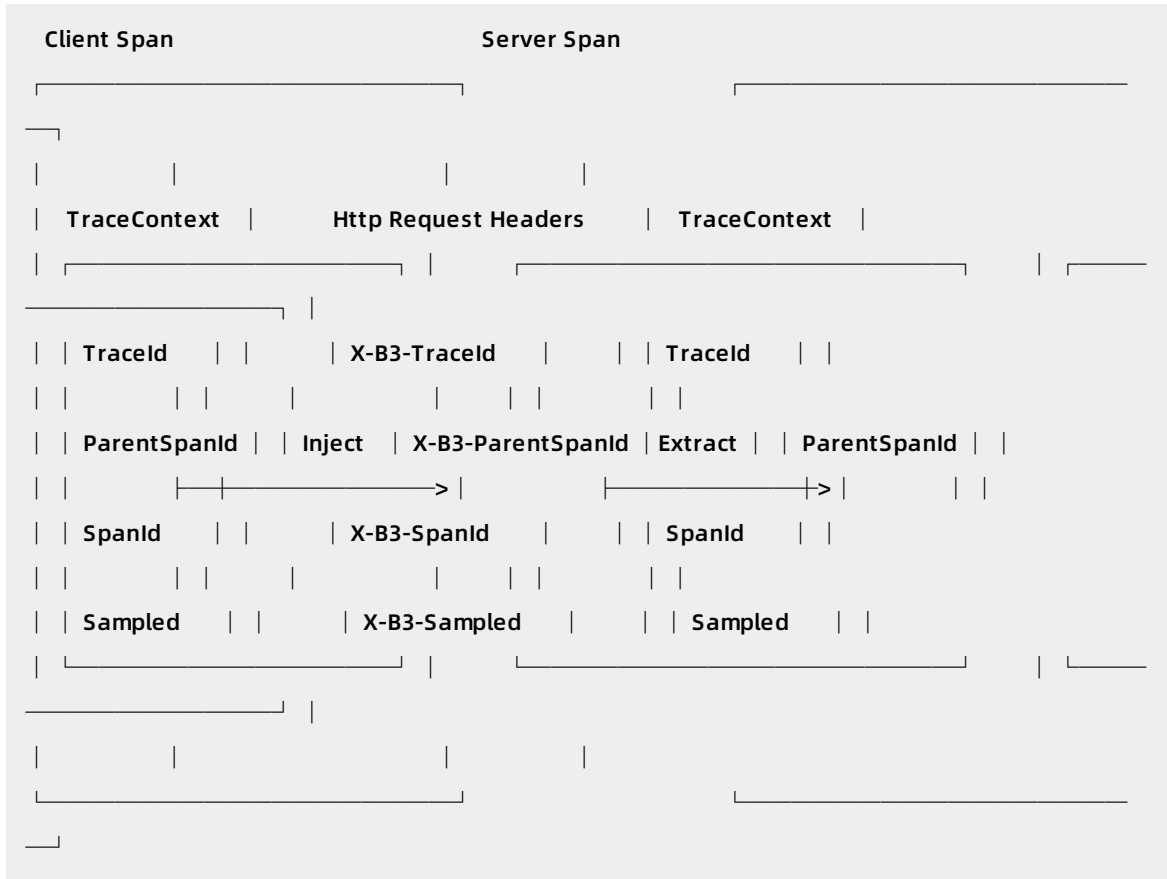 Client Span Server Span
┌─────────────────────────────┐ ┌───────────────────────────
──┐
│ │ │ │
│ TraceContext │ Http Request Headers │ TraceContext │
│ ┌───────────────────────┐ │ ┌───────────────────────────────┐ │ ┌─────
──────────────────┐ │
│ │ TraceId │ │ │ X-B3-TraceId │ │ │ TraceId │ │
│ │ │ │ │ │ │ │ │ │
│ │ ParentSpanId │ │ Inject │ X-B3-ParentSpanId │Extract │ │ ParentSpanId │ │
│ │ ├──┼──────────────>│ ├─────────────┼>│ │ │
│ │ SpanId │ │ │ X-B3-SpanId │ │ │ SpanId │ │
│ │ │ │ │ │ │ │ │ │
│ │ Sampled │ │ │ X-B3-Sampled │ │ │ Sampled │ │
│ └───────────────────────┘ │ └───────────────────────────────┘ │ └─────
──────────────────┘ │
│ │ │ │
└─────────────────────────────┘ └───────────────────────────
──┘